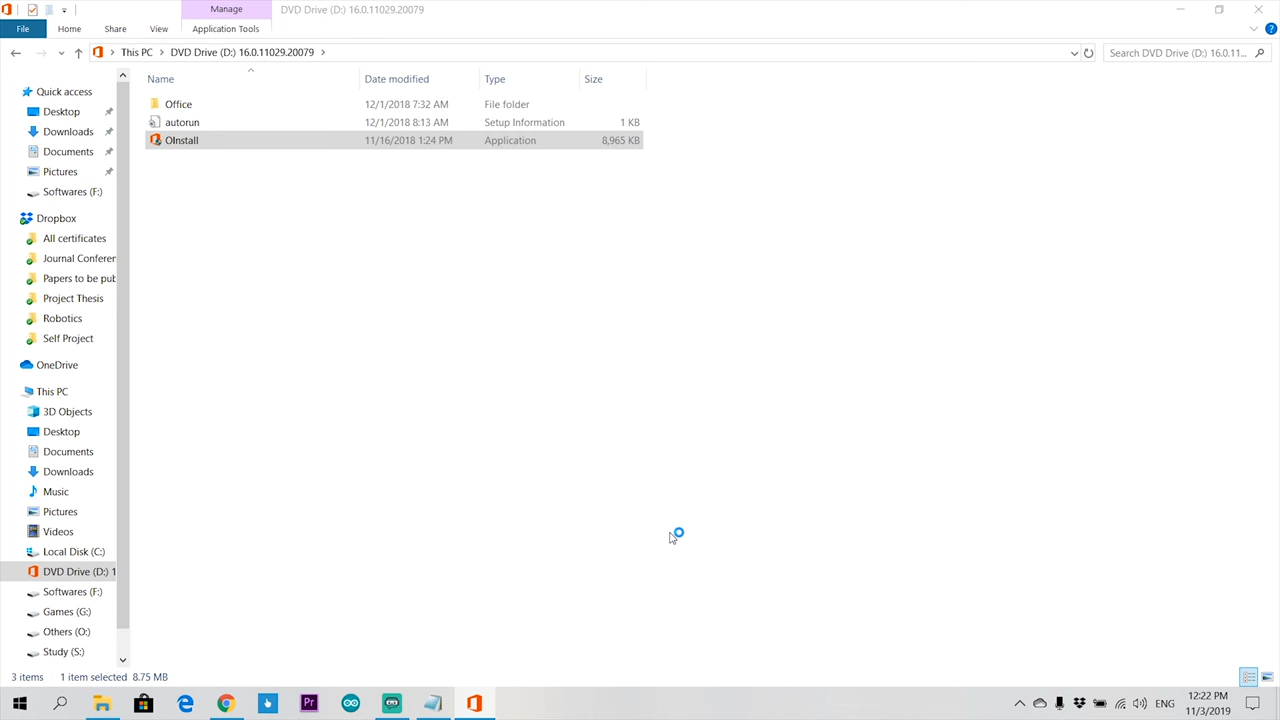 Manage
DVD Drive (D:) 16.0.11029.20079
File
Home
Share
View
Application Tools
This PC
DVD Drive (D:) 16.0.11029.20079
Search DVD Drive (D:) 16.0.11...
Name
Date modified
Type
Size
Office
12/1/2018 7:32 AM
File folder
autorun
12/1/2018 8:13 AM
Setup Information
1 KB
OInstall
11/16/2018 1:24 PM
Application
8,965 KB
Quick access
Desktop
Downloads
Documents
Pictures
Softwares (F:)
Dropbox
All certificates
Journal Conferen
Papers to be pub
Project Thesis
Robotics
Self Project
OneDrive
This PC
3D Objects
Desktop
Documents
Downloads
Music
Pictures
Videos
Local Disk (C:)
DVD Drive (D:) 1
Softwares (F:)
Games (G:)
Others (O:)
Study (S:)
3 items
1 item selected 8.75 MB
Pr
ENG
12:22 PM
11/3/2019